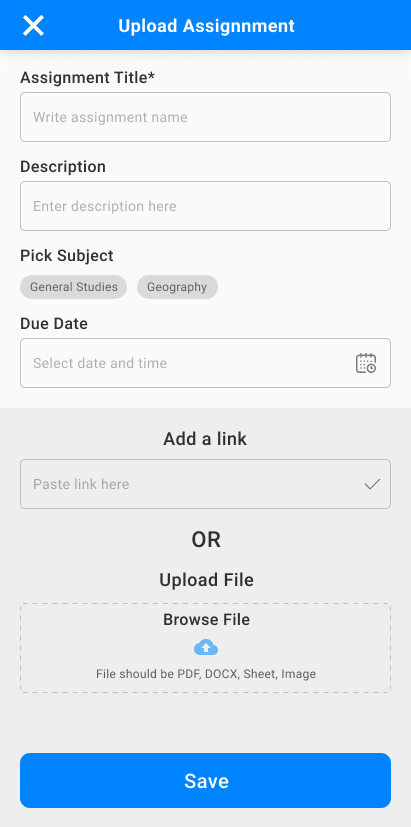 Upload Assignnment
Assignment Title*
Write assignment name
Description
Enter description here
Pick Subject
General Studies Geography
Due Date
Select date and time
Add a link
Paste link here
OR
Upload File
Browse File
File should be PDF, DOCX, Sheet, Image
Save